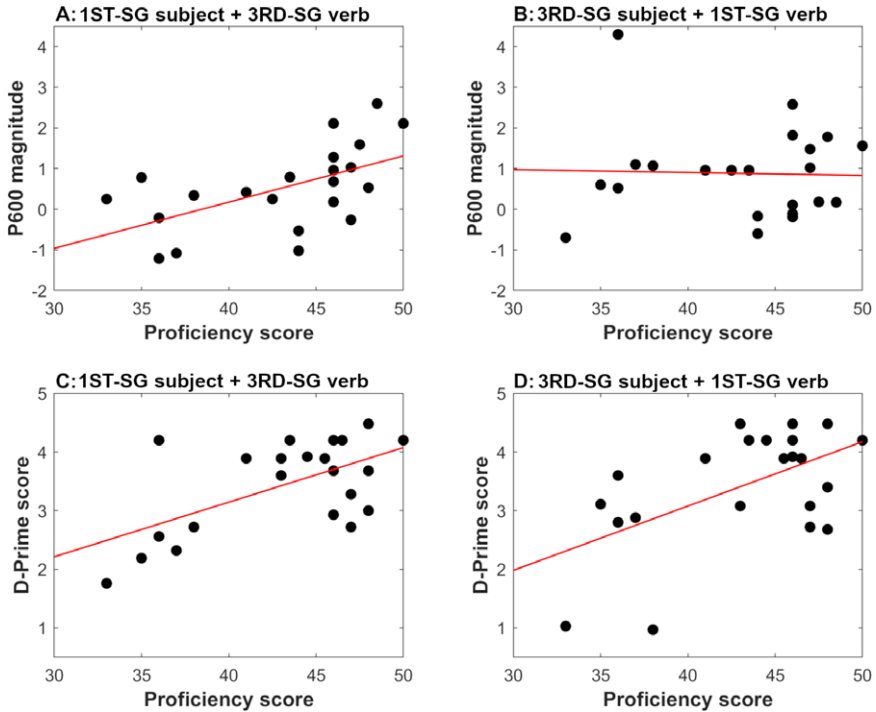 A: 1ST-SG subject + 3RD-SG verb
4
3
2
1
0
-1
-2
P600 magnitude
30 35 40 45 50
Proficiency score
B: 3RD-SG subject + 1ST-SG verb
4
3
2
1
0
-1
-2
P600 magnitude
30 35 40 45 50
Proficiency score
C: 1ST-SG subject + 3RD-SG verb
5
4
3
2
1
D-Prime score
30 35 40 45 50
Proficiency score
D: 3RD-SG subject + 1ST-SG verb
5
4
3
2
1
D-Prime score
30 35 40 45 50
Proficiency score